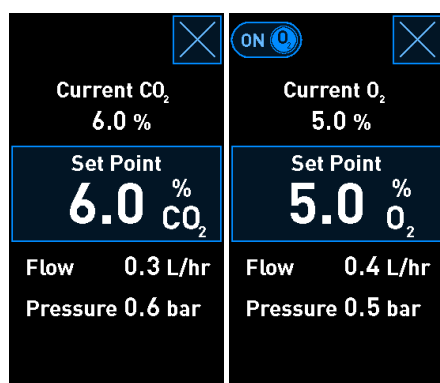 Current CO₂
6.0 %
Set Point
6.0 % CO₂
Flow 0.3 L/hr
Pressure 0.6 bar
ON O₂
Current O₂
5.0 %
Set Point
5.0 % O₂
Flow 0.4 L/hr
Pressure 0.5 bar